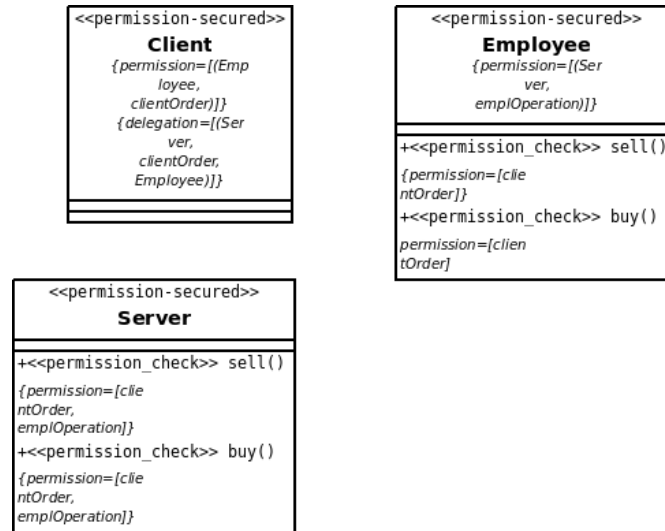 <<permission-secured>>
Client
{permission=[(Emp
loyee,
clientOrder)]}
{delegation=[(Ser
ver,
clientOrder,
Employee)]}
<<permission-secured>>
Employee
{permission=[(Ser
ver,
emplOperation)]}
+<<permission_check>> sell()
{permission=[clie
ntOrder]}
+<<permission_check>> buy()
permission=[clien
tOrder]
<<permission-secured>>
Server
+<<permission_check>> sell()
{permission=[clie
ntOrder,
emplOperation]}
+<<permission_check>> buy()
{permission=[clie
ntOrder,
emplOperation]}